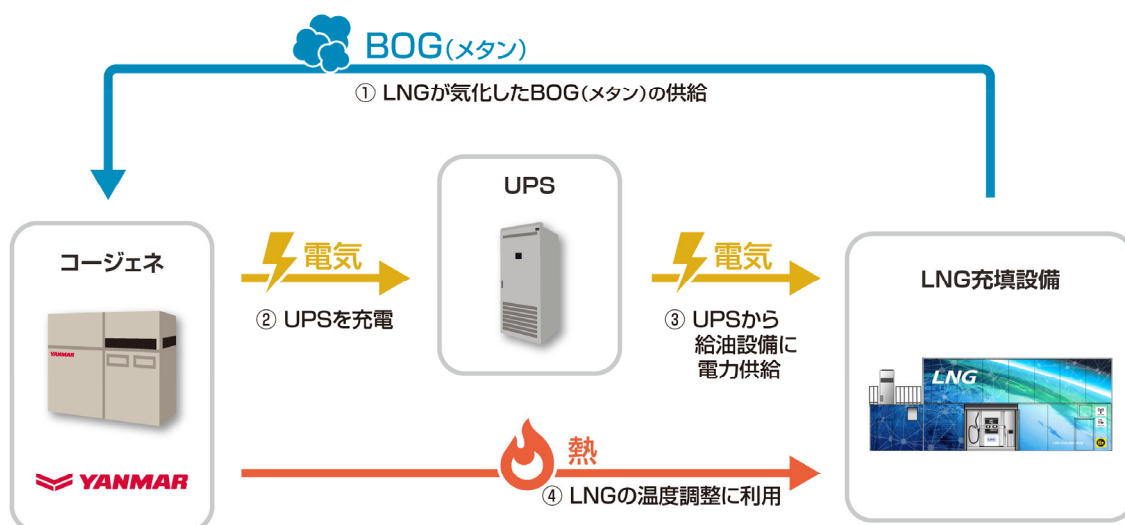 BOG(メタン)
① LNGが気化したBOG(メタン)の供給
コージェネ
YANMAR
YANMAR
電気
② UPSを充電
UPS
電気
③ UPSから
給油設備に
電力供給
熱
④ LNGの温度調整に利用
LNG充填設備
LNG